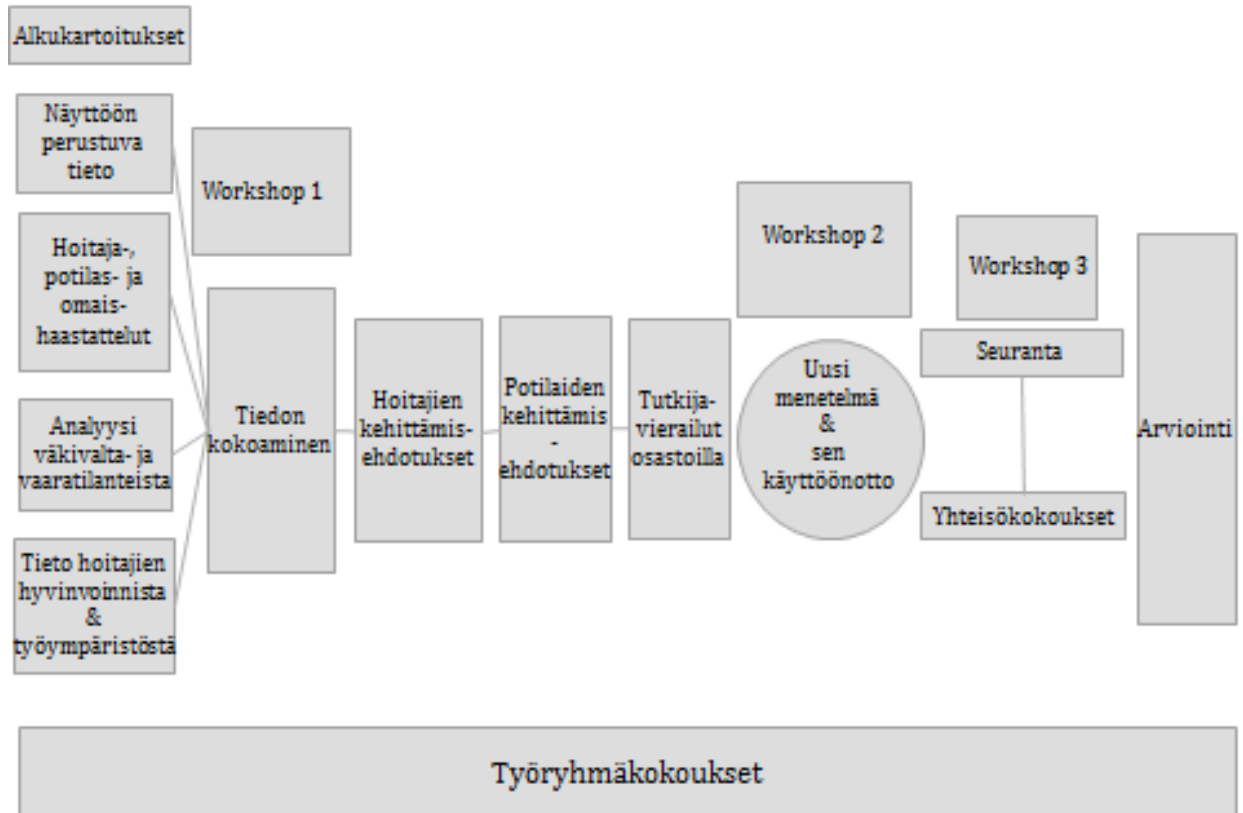 Alkukartoitukset
Näyttöön
perustuva
tieto
Hoitaja-,
potilas- ja
omais-
haastattelut
Analyysi
väkivalta- ja
vaaratilanteista
Tieto hoitajien
hyvinvoinnista
&
työympäristöstä
Workshop 1
Tiedon
kokoaminen
Hoitajien
kehittämis-
ehdotukset
Potilaiden
kehittämis
-
ehdotukset
Tutkija-
vierailut
osastoilla
Workshop 2
Uusi
menetelmä
&
sen
käyttöönotto
Workshop 3
Seuranta
Yhteisökokoukset
Arviointi
Työryhmäkokoukset